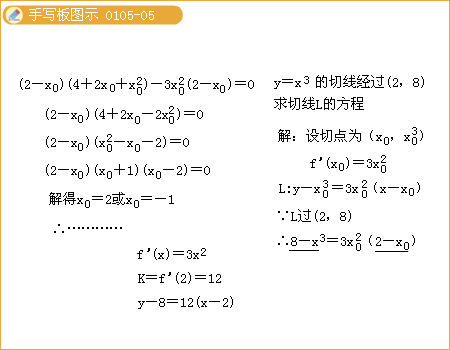 手写板图示 0105-05
y=x³ 的切线经过(2, 8)
求切线L的方程
解: 设切点为 (x₀, x₀³)
f'(x₀)=3x₀²
L:y-x₀³=3x₀² (x-x₀)
∵L过(2, 8)
∴8-x³=3x₀² (2-x₀)
(2-x₀)(4+2x₀+x₀²)-3x₀²(2-x₀)=0
(2-x₀)(4+2x₀-2x₀²)=0
(2-x₀)(x₀²-x₀-2)=0
(2-x₀)(x₀+1)(x₀-2)=0
解得x₀=2或x₀=-1
∴…………
f'(x)=3x²
K=f'(2)=12
y-8=12(x-2)